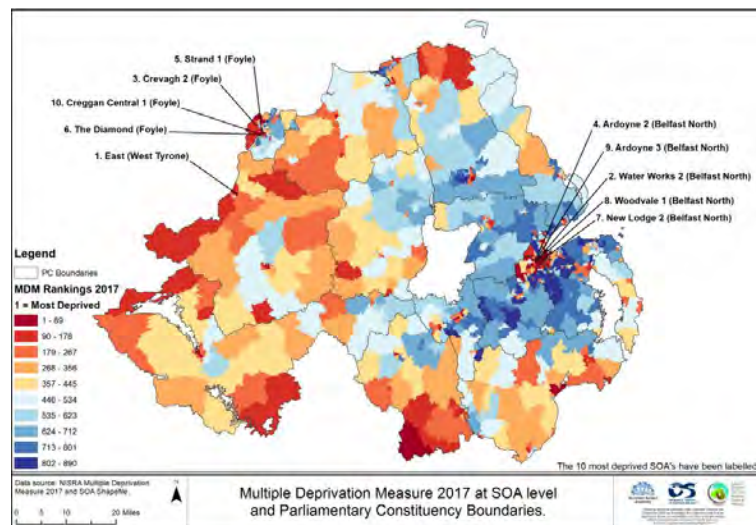 5. Strand 1 (Foyle)
3. Crevagh 2 (Foyle)
10. Creggan Central 1 (Foyle)
6. The Diamond (Foyle)
1. East (West Tyrone)
4. Ardoyne 2 (Belfast North)
9. Ardoyne 3 (Belfast North)
2. Water Works 2 (Belfast North)
8. Woodvale 1 (Belfast North)
7. New Lodge 2 (Belfast North)
Legend
PC Boundaries
MDM Rankings 2017
1 = Most Deprived
1 - 89
90 - 178
179 - 267
268 - 356
357 - 445
446 - 534
535 - 623
624 - 712
713 - 801
802 - 890
The 10 most deprived SOA's have been labelled
Data source: NISRA Multiple Deprivation
Measure 2017 and SOA Shapefile.
0 5 10 20 Miles
Multiple Deprivation Measure 2017 at SOA level
and Parliamentary Constituency Boundaries.